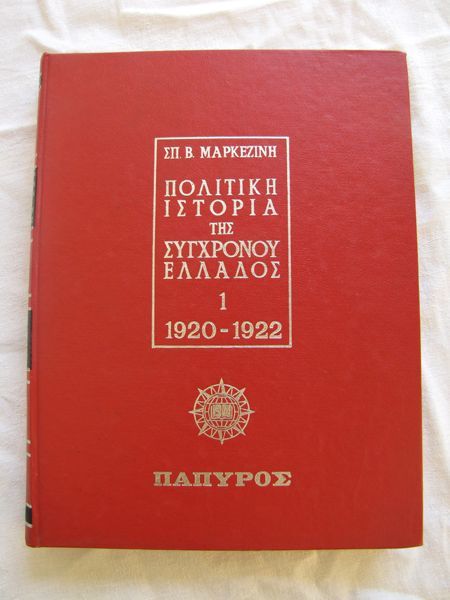 ΣΠ. Β. ΜΑΡΚΕΖΙΝΗ
ΠΟΛΙΤΙΚΗ
ΙΣΤΟΡΙΑ
ΤΗΣ
ΣΥΓΧΡΟΝΟΥ
ΕΛΛΑΔΟΣ
1
1920-1922
ΠΑΠΥΡΟΣ